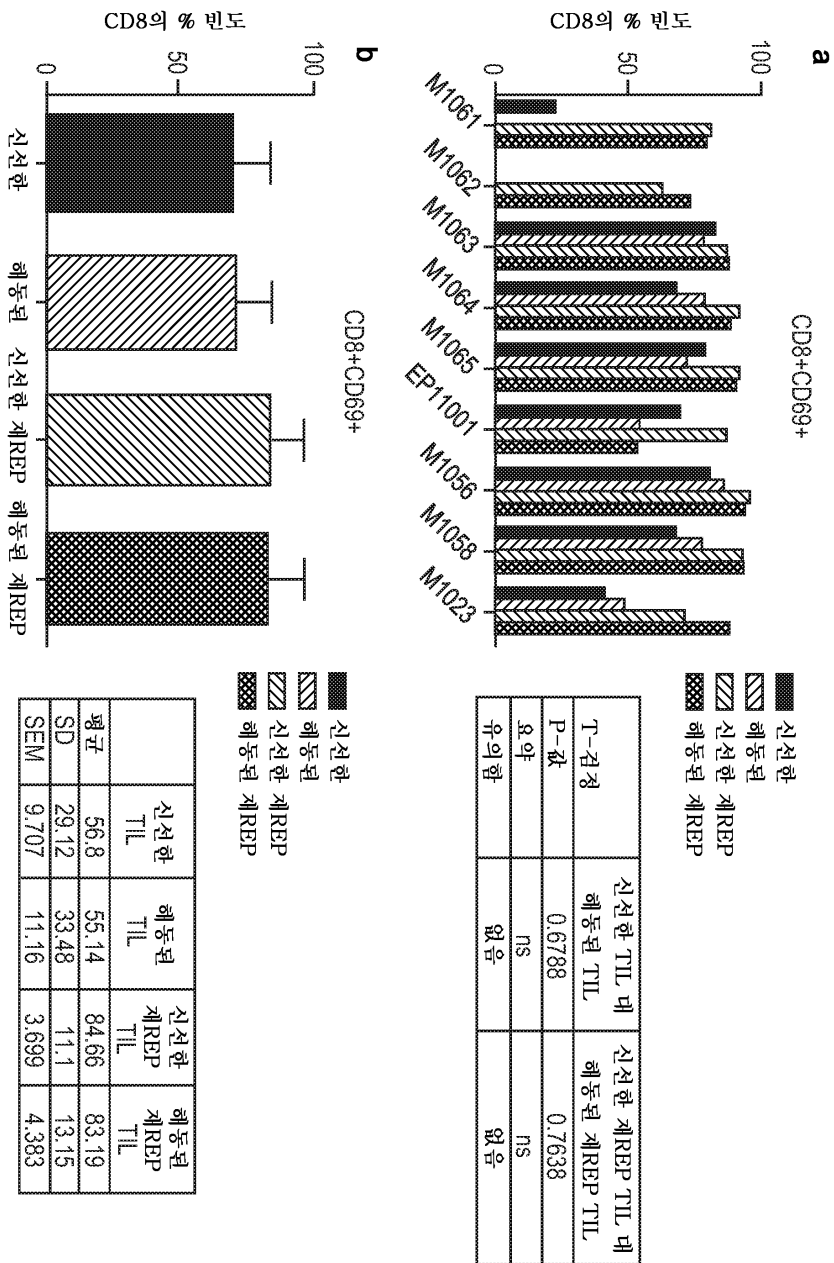 a
CD8+CD69+
CD8의 % 빈도
100
50
0
M1061
M1062
M1063
M1064
M1065
EP11001
M1056
M1058
M1023
신선한
해동된
신선한 재REP
해동된 재REP
T-검정
신선한 TIL 대
해동된 TIL
신선한 재REP TIL 대
해동된 재REP TIL
P-값
0.6788
0.7638
요약
ns
ns
유의함
없음
없음
b
CD8+CD69+
CD8의 % 빈도
100
50
0
신선한
해동된
신선한 재REP
해동된 재REP
신선한
해동된
신선한 재REP
해동된 재REP
신선한
TIL
해동된
TIL
신선한
재REP
TIL
해동된
재REP
TIL
평균
56.8
55.14
84.66
83.19
SD
29.12
33.48
11.1
13.15
SEM
9.707
11.16
3.699
4.383